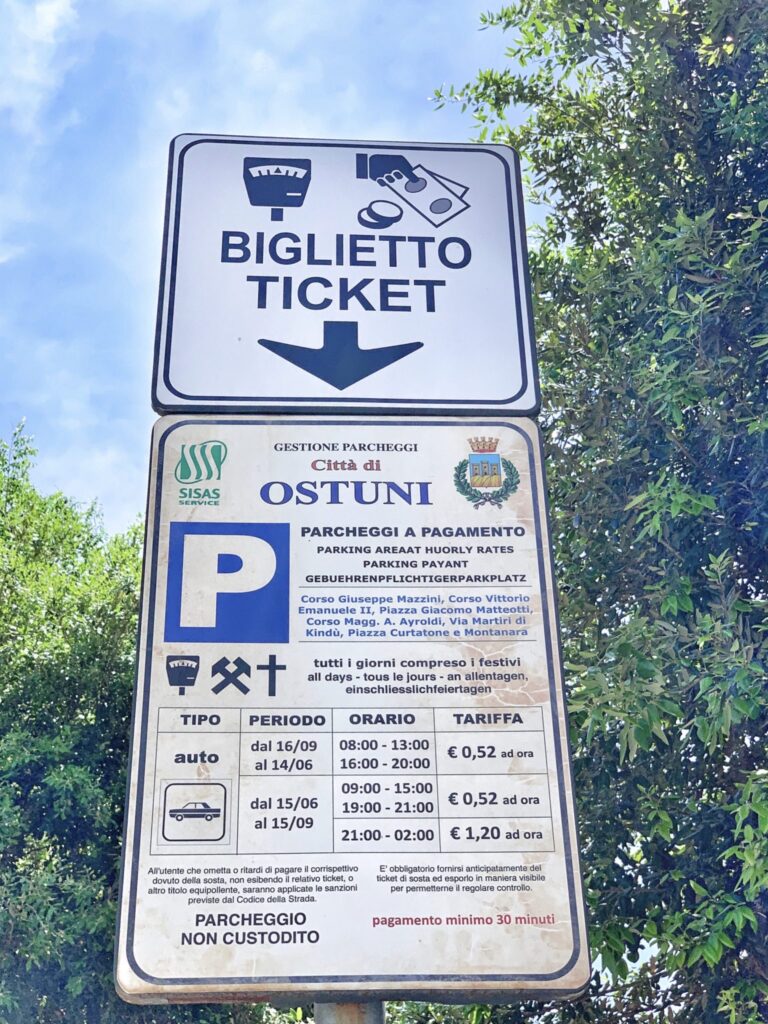 BIGLIETTO
TICKET
SISAS
SERVICE
GESTIONE PARCHEGGI
Città di
OSTUNI
P
PARCHEGGI A PAGAMENTO
PARKING AREAAT HUORLY RATES
PARKING PAYANT
GEBUEHRENPFLICHTIGERPARKPLATZ
Corso Giuseppe Mazzini, Corso Vittorio
Emanuele II, Piazza Giacomo Matteotti,
Corso Magg. A. Ayroldi, Via Martiri di
Kindù, Piazza Curtatone e Montanara
tutti i giorni compreso i festivi
all days - tous le jours - an allentagen,
einschliesslichfeiertagen
TIPO PERIODO ORARIO TARIFFA
auto
dal 16/09
al 14/06
08:00 - 13:00
16:00 - 20:00
€ 0,52 ad ora
dal 15/06
al 15/09
09:00 - 15:00
19:00 - 21:00
€ 0,52 ad ora
21:00 - 02:00 € 1,20 ad ora
All'utente che ometta o ritardi di pagare il corrispettivo
dovuto della sosta, non esibendo il relativo ticket, o
altro titolo equipollente, saranno applicate le sanzioni
previste dal Codice della Strada.
E' obbligatorio fornirsi anticipatamente del
ticket di sosta ed esporlo in maniera visibile
per permetterne il regolare controllo.
PARCHEGGIO
NON CUSTODITO
pagamento minimo 30 minuti